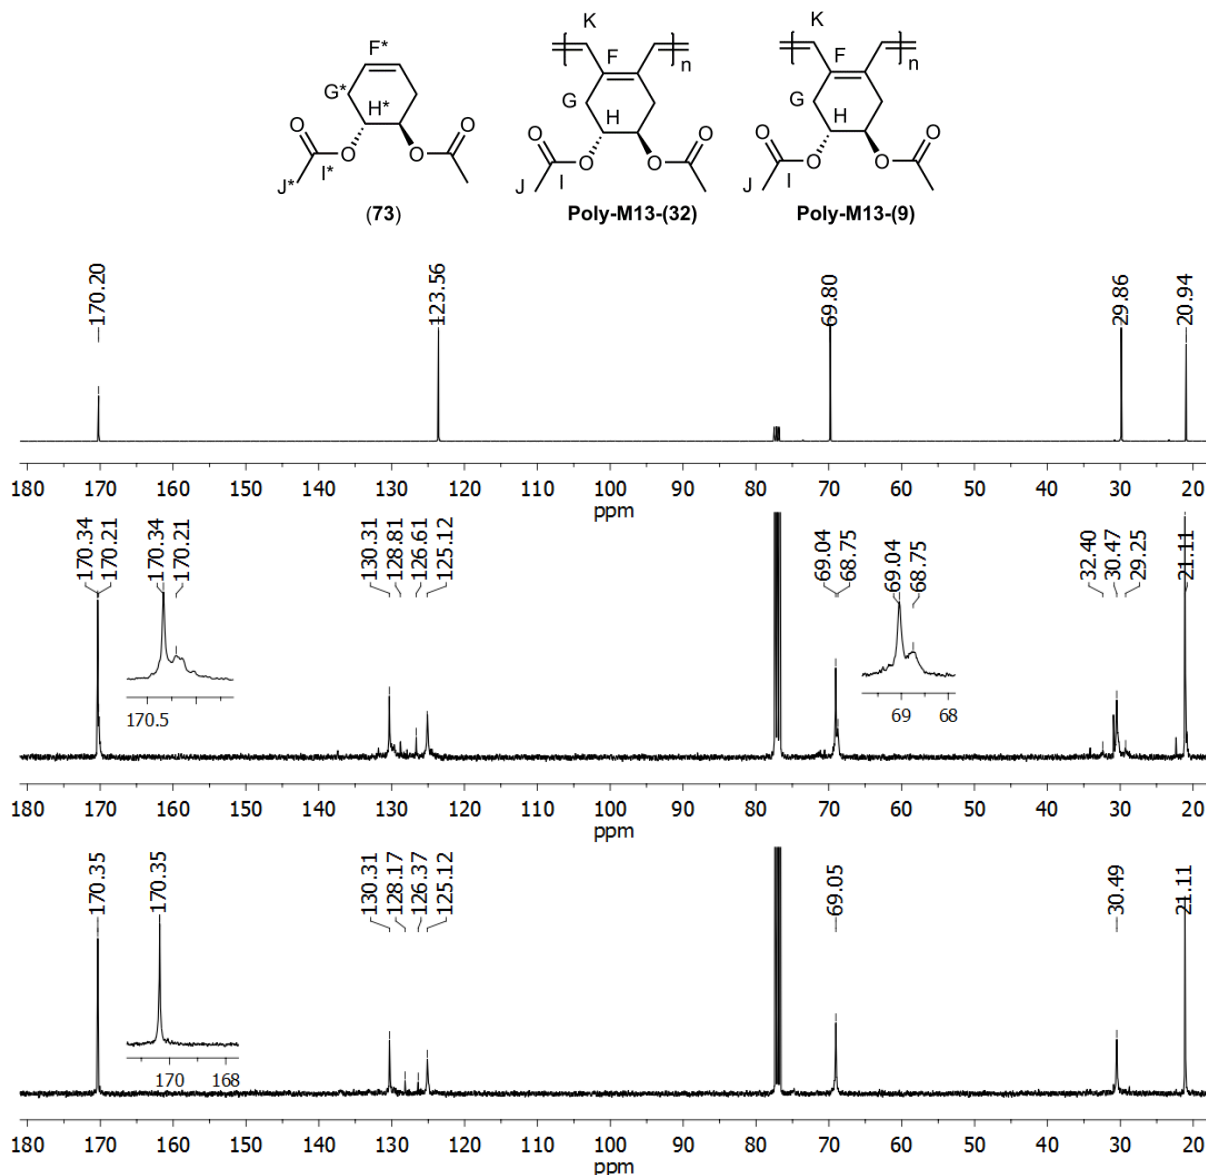 K K
F* F F
n n
G* G G
H* H H
O O O O O O
O O O O O O
J* I* J I J I
(73) Poly-M13-(32) Poly-M13-(9)
170.20 123.56 69.80 29.86 20.94
180 170 160 150 140 130 120 110 100 90 80 70 60 50 40 30 20
ppm
170.34 170.21 170.34 170.21 130.31 128.81 126.61 125.12 69.04 68.75 69.04 68.75 32.40 30.47 29.25 21.11
170.5 69 68
180 170 160 150 140 130 120 110 100 90 80 70 60 50 40 30 20
ppm
170.35 170.35 130.31 128.17 126.37 125.12 69.05 30.49 21.11
170 168
180 170 160 150 140 130 120 110 100 90 80 70 60 50 40 30 20
ppm